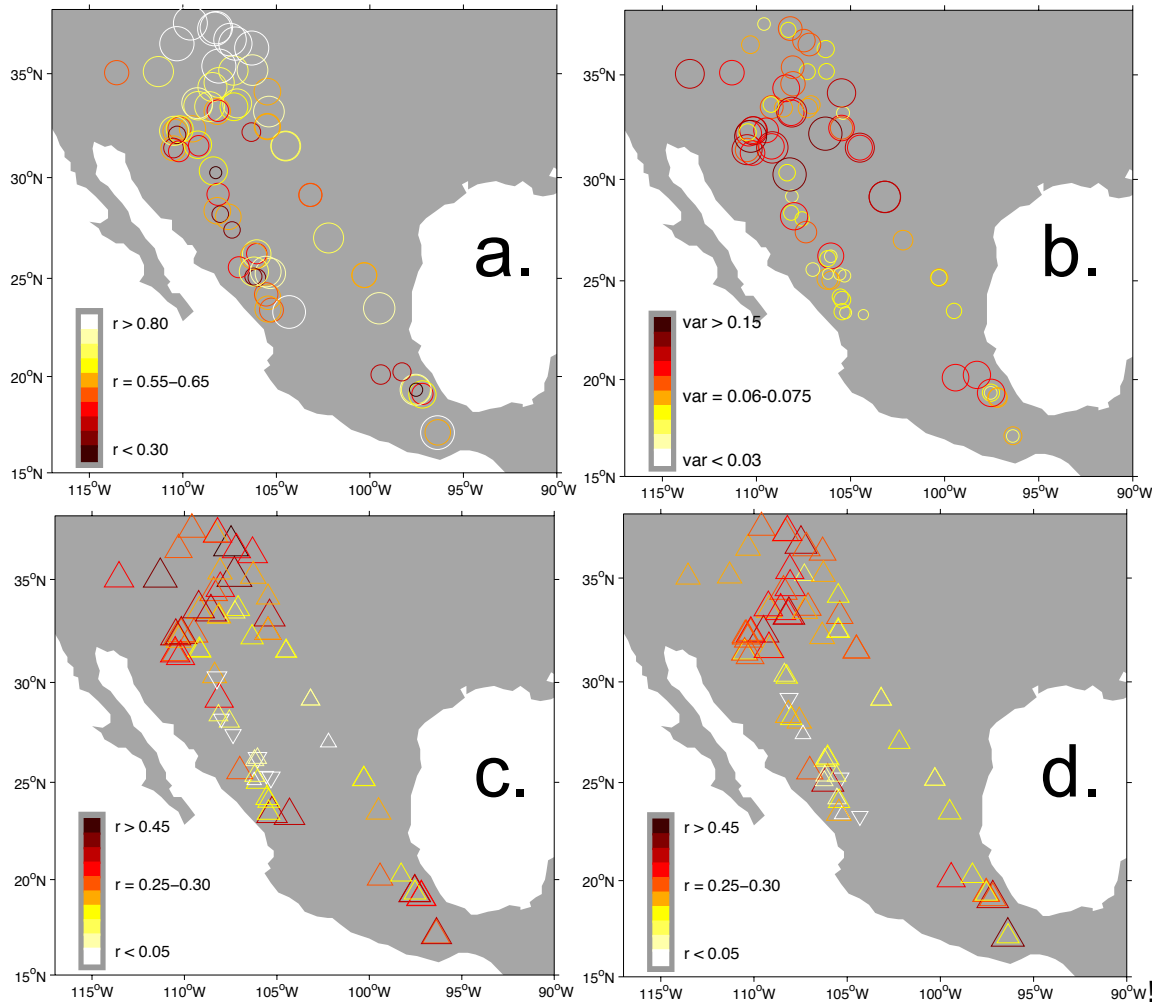 a.
35°N
30°N
25°N
20°N
15°N
115°W 110°W 105°W 100°W 95°W 90°W
r > 0.80
r = 0.55–0.65
r < 0.30
b.
35°N
30°N
25°N
20°N
15°N
115°W 110°W 105°W 100°W 95°W 90°W
var > 0.15
var = 0.06-0.075
var < 0.03
c.
35°N
30°N
25°N
20°N
15°N
115°W 110°W 105°W 100°W 95°W 90°W
r > 0.45
r = 0.25–0.30
r < 0.05
d.
35°N
30°N
25°N
20°N
15°N
115°W 110°W 105°W 100°W 95°W 90°W
r > 0.45
r = 0.25–0.30
r < 0.05